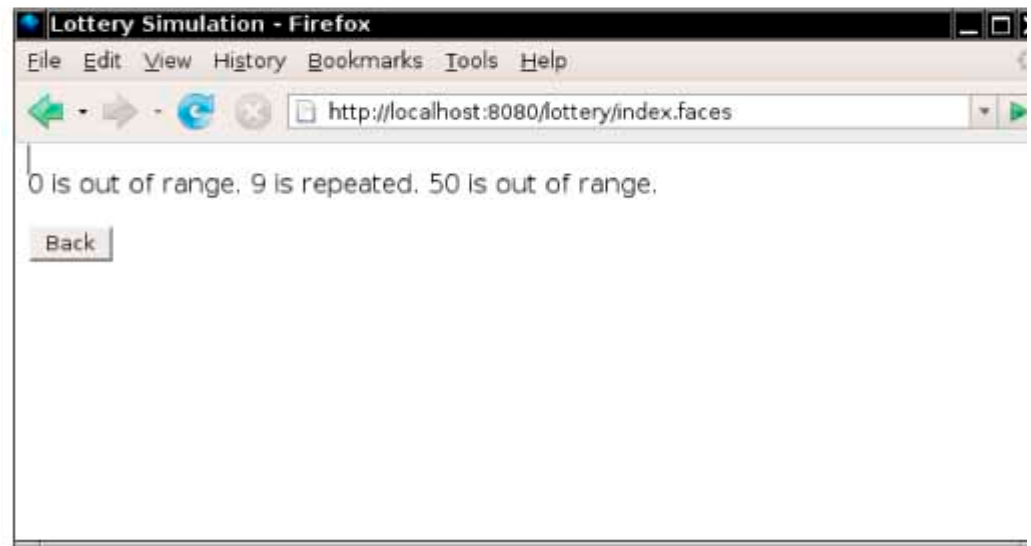 Lottery Simulation - Firefox
File Edit View History Bookmarks Tools Help
http://localhost:8080/lottery/index.faces
0 is out of range. 9 is repeated. 50 is out of range.
Back